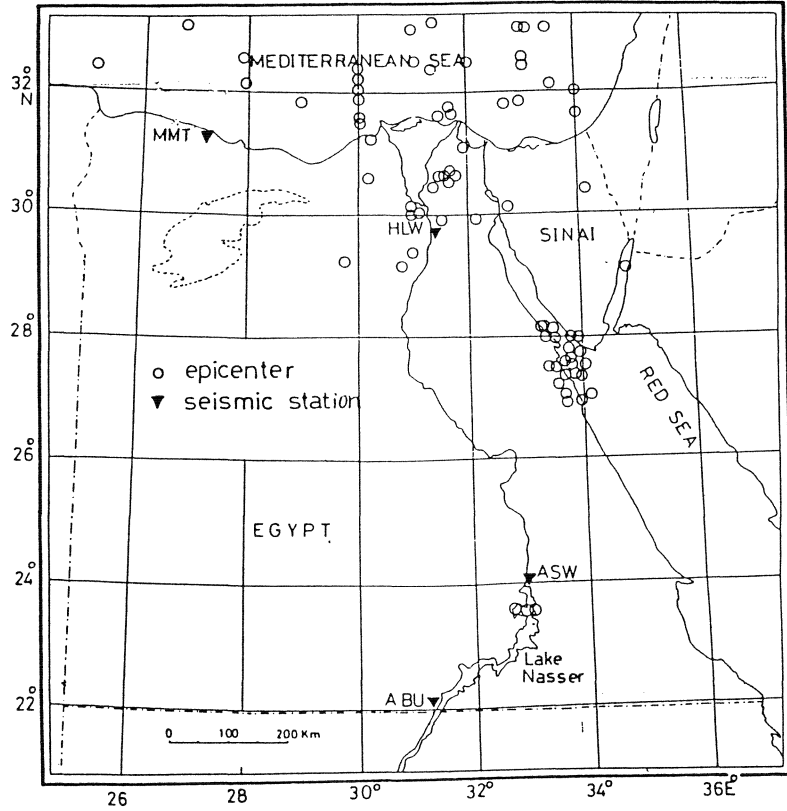 MEDITERRANEAN SEA
32°
N
MMT
30°
HLW
SINAI
28°
epicenter
seismic station
RED SEA
26°
EGYPT
24°
ASW
Lake
Nasser
ABU
22°
0 100 200 Km
26 28 30° 32° 34° 36°E